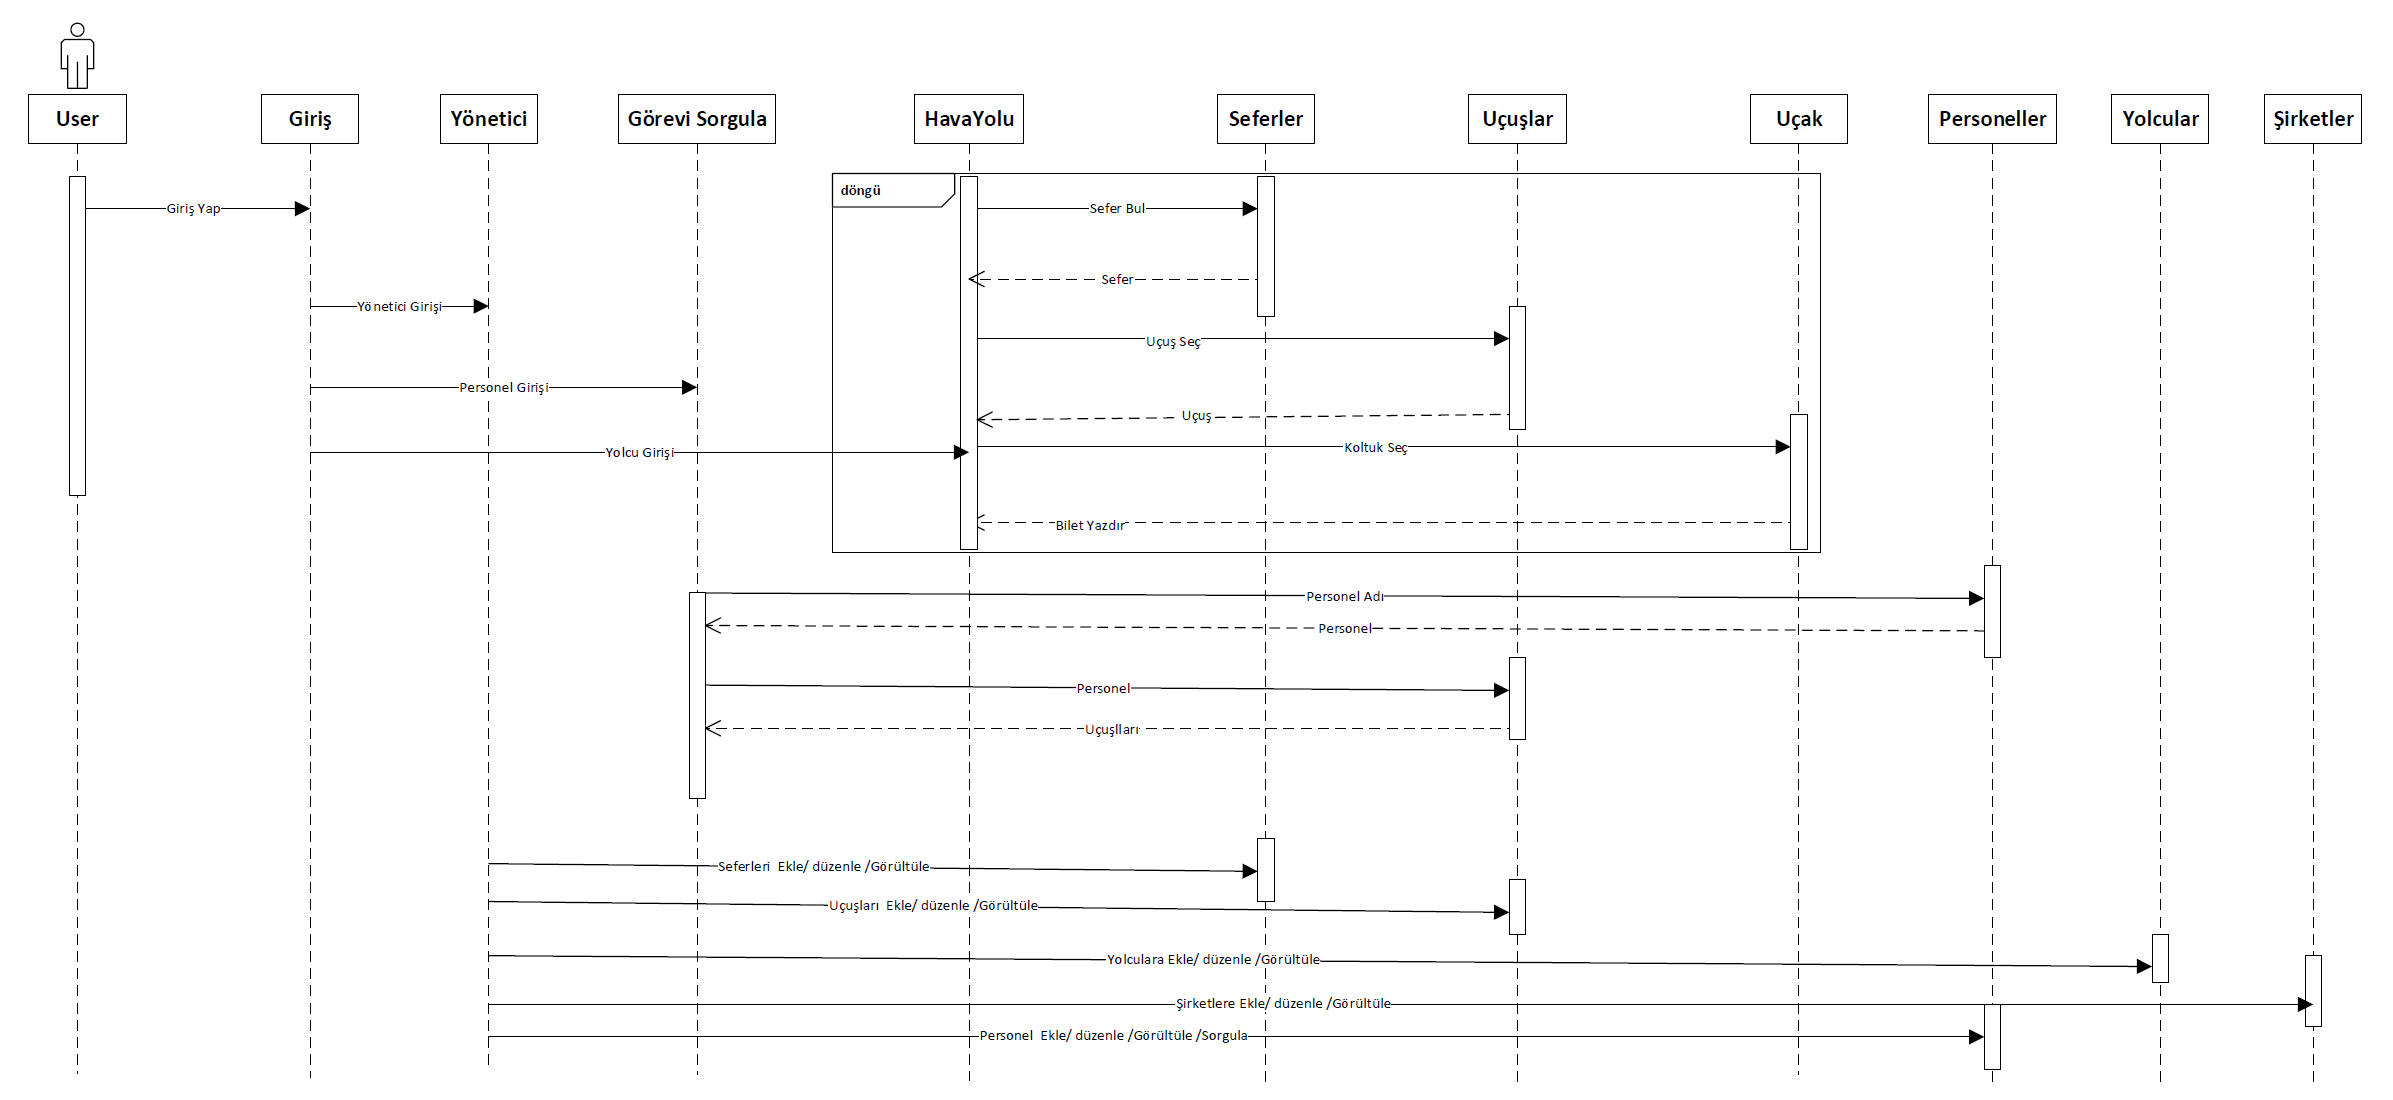 User
Giriş
Yönetici
Görevi Sorgula
HavaYolu
Seferler
Uçuşlar
Uçak
Personeller
Yolcular
Şirketler
döngü
Giriş Yap
Sefer Bul
Sefer
Yönetici Girişi
Uçuş Seç
Personel Girişi
Uçuş
Koltuk Seç
Yolcu Girişi
Bilet Yazdır
Personel Adı
Personel
Personel
Uçuşlları
Seferleri Ekle/ düzenle /Görültüle
Uçuşları Ekle/ düzenle /Görültüle
Yolculara Ekle/ düzenle /Görültüle
Şirketlere Ekle/ düzenle /Görültüle
Personel Ekle/ düzenle /Görültüle /Sorgula